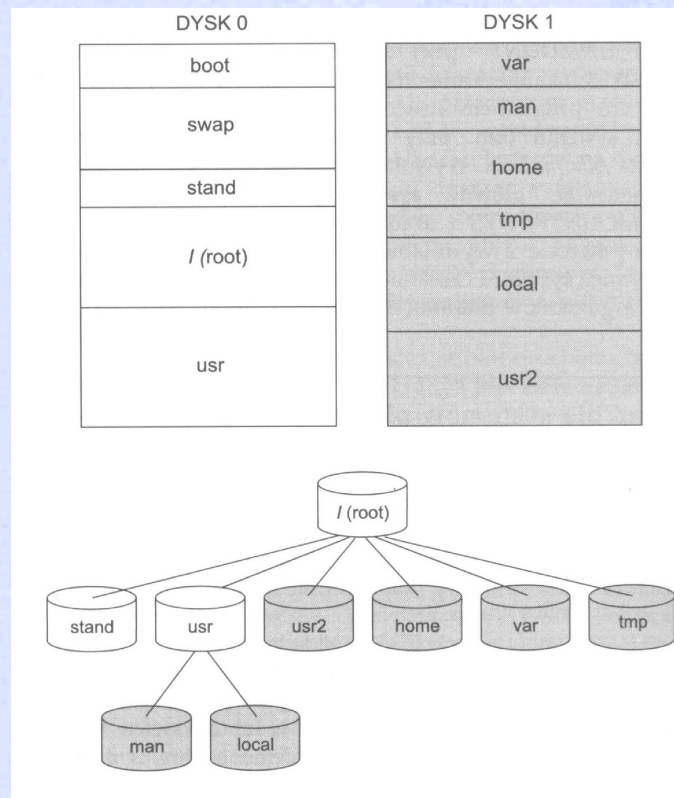 DYSK 0
boot
swap
stand
/ (root)
usr
DYSK 1
var
man
home
tmp
local
usr2
/ (root)
stand
usr
usr2
home
var
tmp
man
local